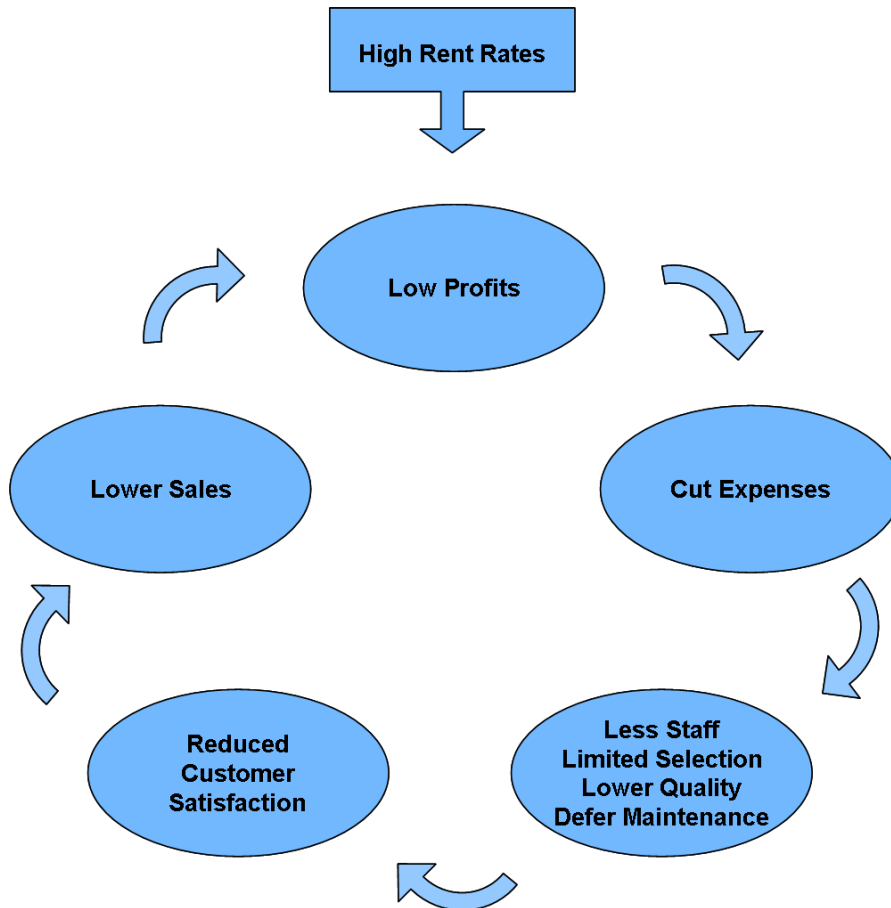 High Rent Rates
Low Profits
Lower Sales
Cut Expenses
Reduced
Customer
Satisfaction
Less Staff
Limited Selection
Lower Quality
Defer Maintenance